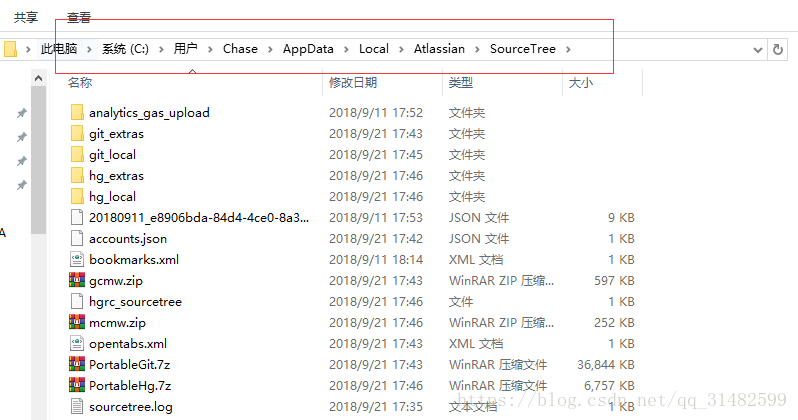 共享 查看
此电脑 > 系统 (C:) > 用户 > Chase > AppData > Local > Atlassian > SourceTree >
名称 修改日期 类型 大小
analytics_gas_upload 2018/9/11 17:52 文件夹
git_extras 2018/9/21 17:43 文件夹
git_local 2018/9/21 17:45 文件夹
hg_extras 2018/9/21 17:46 文件夹
hg_local 2018/9/21 17:46 文件夹
20180911_e8906bda-84d4-4ce0-8a3... 2018/9/11 17:53 JSON 文件 9 KB
A
accounts.json 2018/9/21 17:42 JSON 文件 1 KB
bookmarks.xml 2018/9/11 18:14 XML 文档 1 KB
gcmw.zip 2018/9/21 17:43 WinRAR ZIP 压缩... 597 KB
hgrc_sourcetree 2018/9/21 17:46 文件 1 KB
mcmw.zip 2018/9/21 17:46 WinRAR ZIP 压缩... 252 KB
opentabs.xml 2018/9/21 17:43 XML 文档 1 KB
PortableGit.7z 2018/9/21 17:43 WinRAR 压缩文件 36,844 KB
PortableHg.7z 2018/9/21 17:46 WinRAR 压缩文件 6,757 KB
sourcetree.log 2018/9/21 17:35 文本文档 1 KB
https://blog.csdn.net/qq_31482599